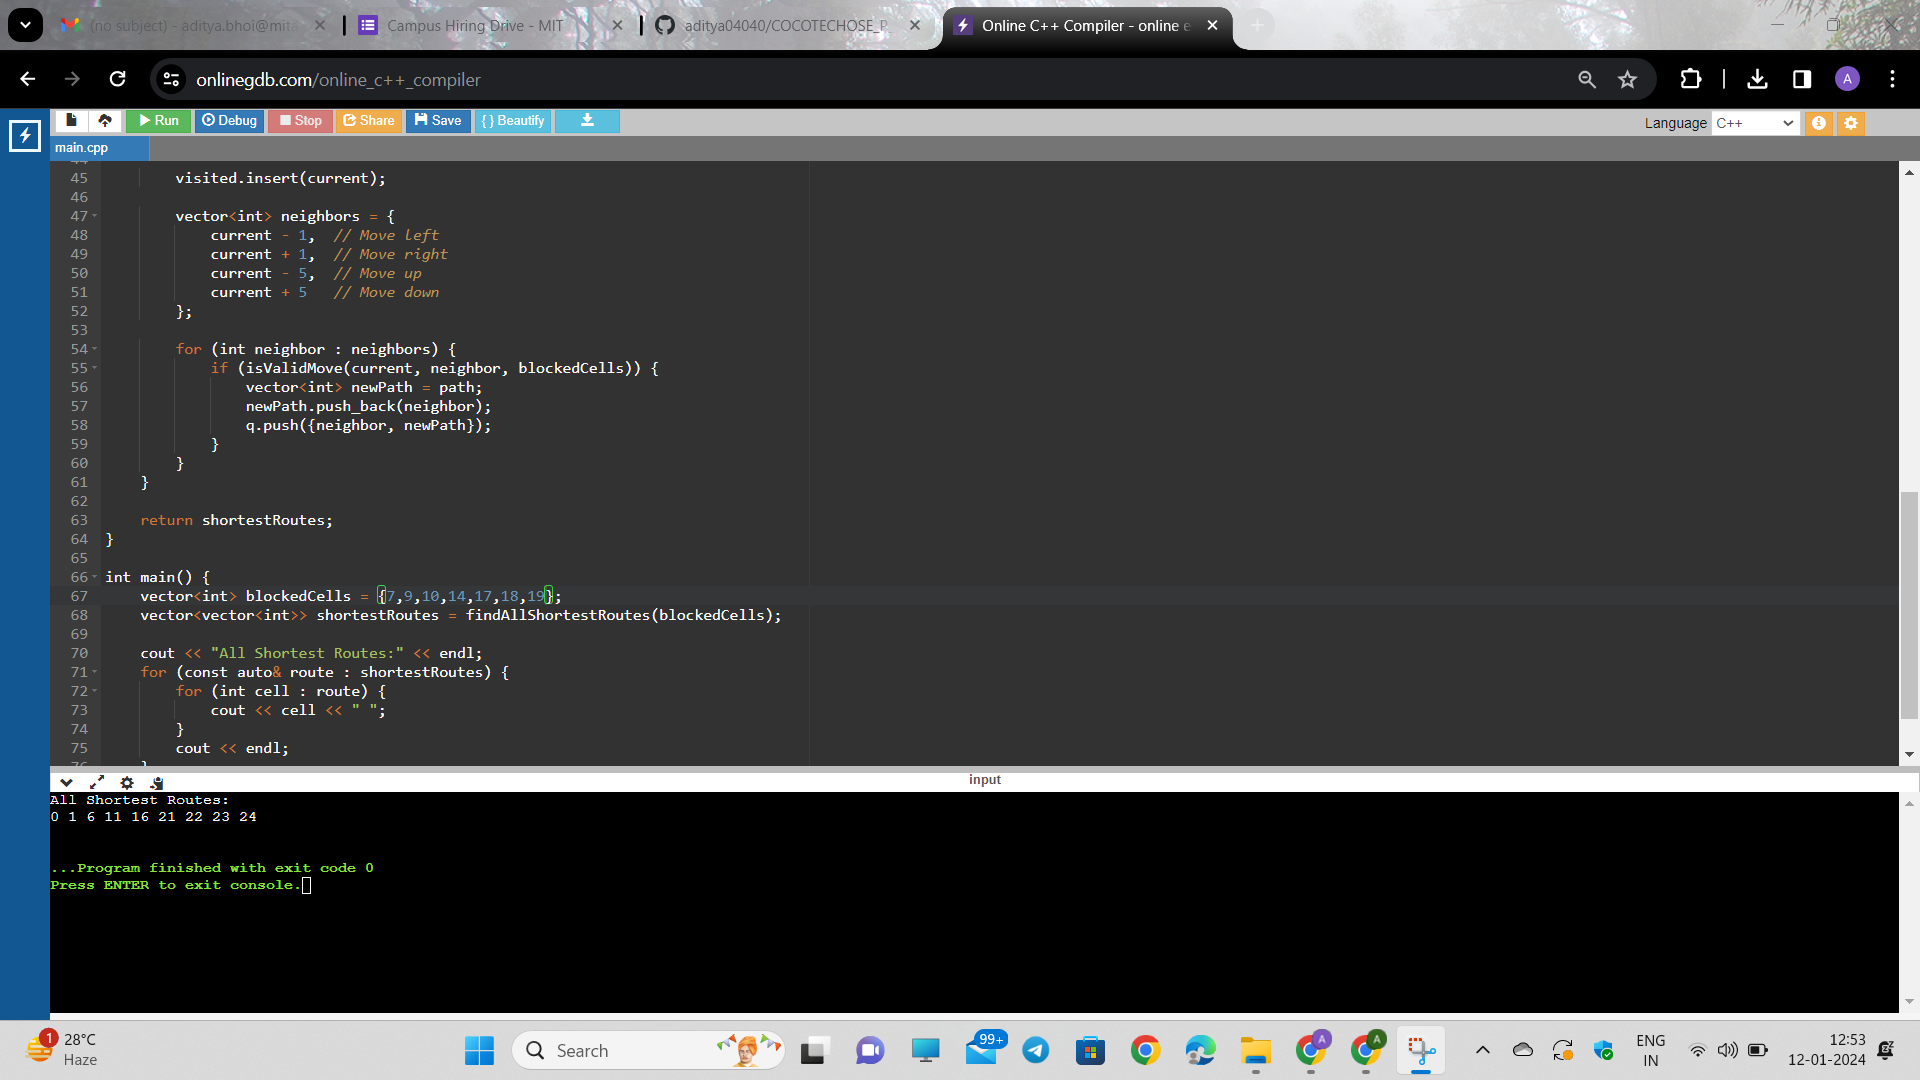 (no subject) - aditya.bhoi@mita
Campus Hiring Drive - MIT
aditya04040/COCOTECHOSE_P
Online C++ Compiler - online e
onlinegdb.com/online_c++_compiler
A
Run
Debug
Stop
Share
Save
{ } Beautify
Language C++
main.cpp
44
45 visited.insert(current);
46
47 vector<int> neighbors = {
48 current - 1, // Move left
49 current + 1, // Move right
50 current - 5, // Move up
51 current + 5 // Move down
52 };
53
54 for (int neighbor : neighbors) {
55 if (isValidMove(current, neighbor, blockedCells)) {
56 vector<int> newPath = path;
57 newPath.push_back(neighbor);
58 q.push({neighbor, newPath});
59 }
60 }
61 }
62
63 return shortestRoutes;
64 }
65
66 int main() {
67 vector<int> blockedCells = {7,9,10,14,17,18,19};
68 vector<vector<int>> shortestRoutes = findAllShortestRoutes(blockedCells);
69
70 cout << "All Shortest Routes:" << endl;
71 for (const auto& route : shortestRoutes) {
72 for (int cell : route) {
73 cout << cell << " ";
74 }
75 cout << endl;
76 }
input
All Shortest Routes:
0 1 6 11 16 21 22 23 24
...Program finished with exit code 0
Press ENTER to exit console.
1
28°C
Haze
Search
99+
A
A
ENG
IN
12:53
12-01-2024